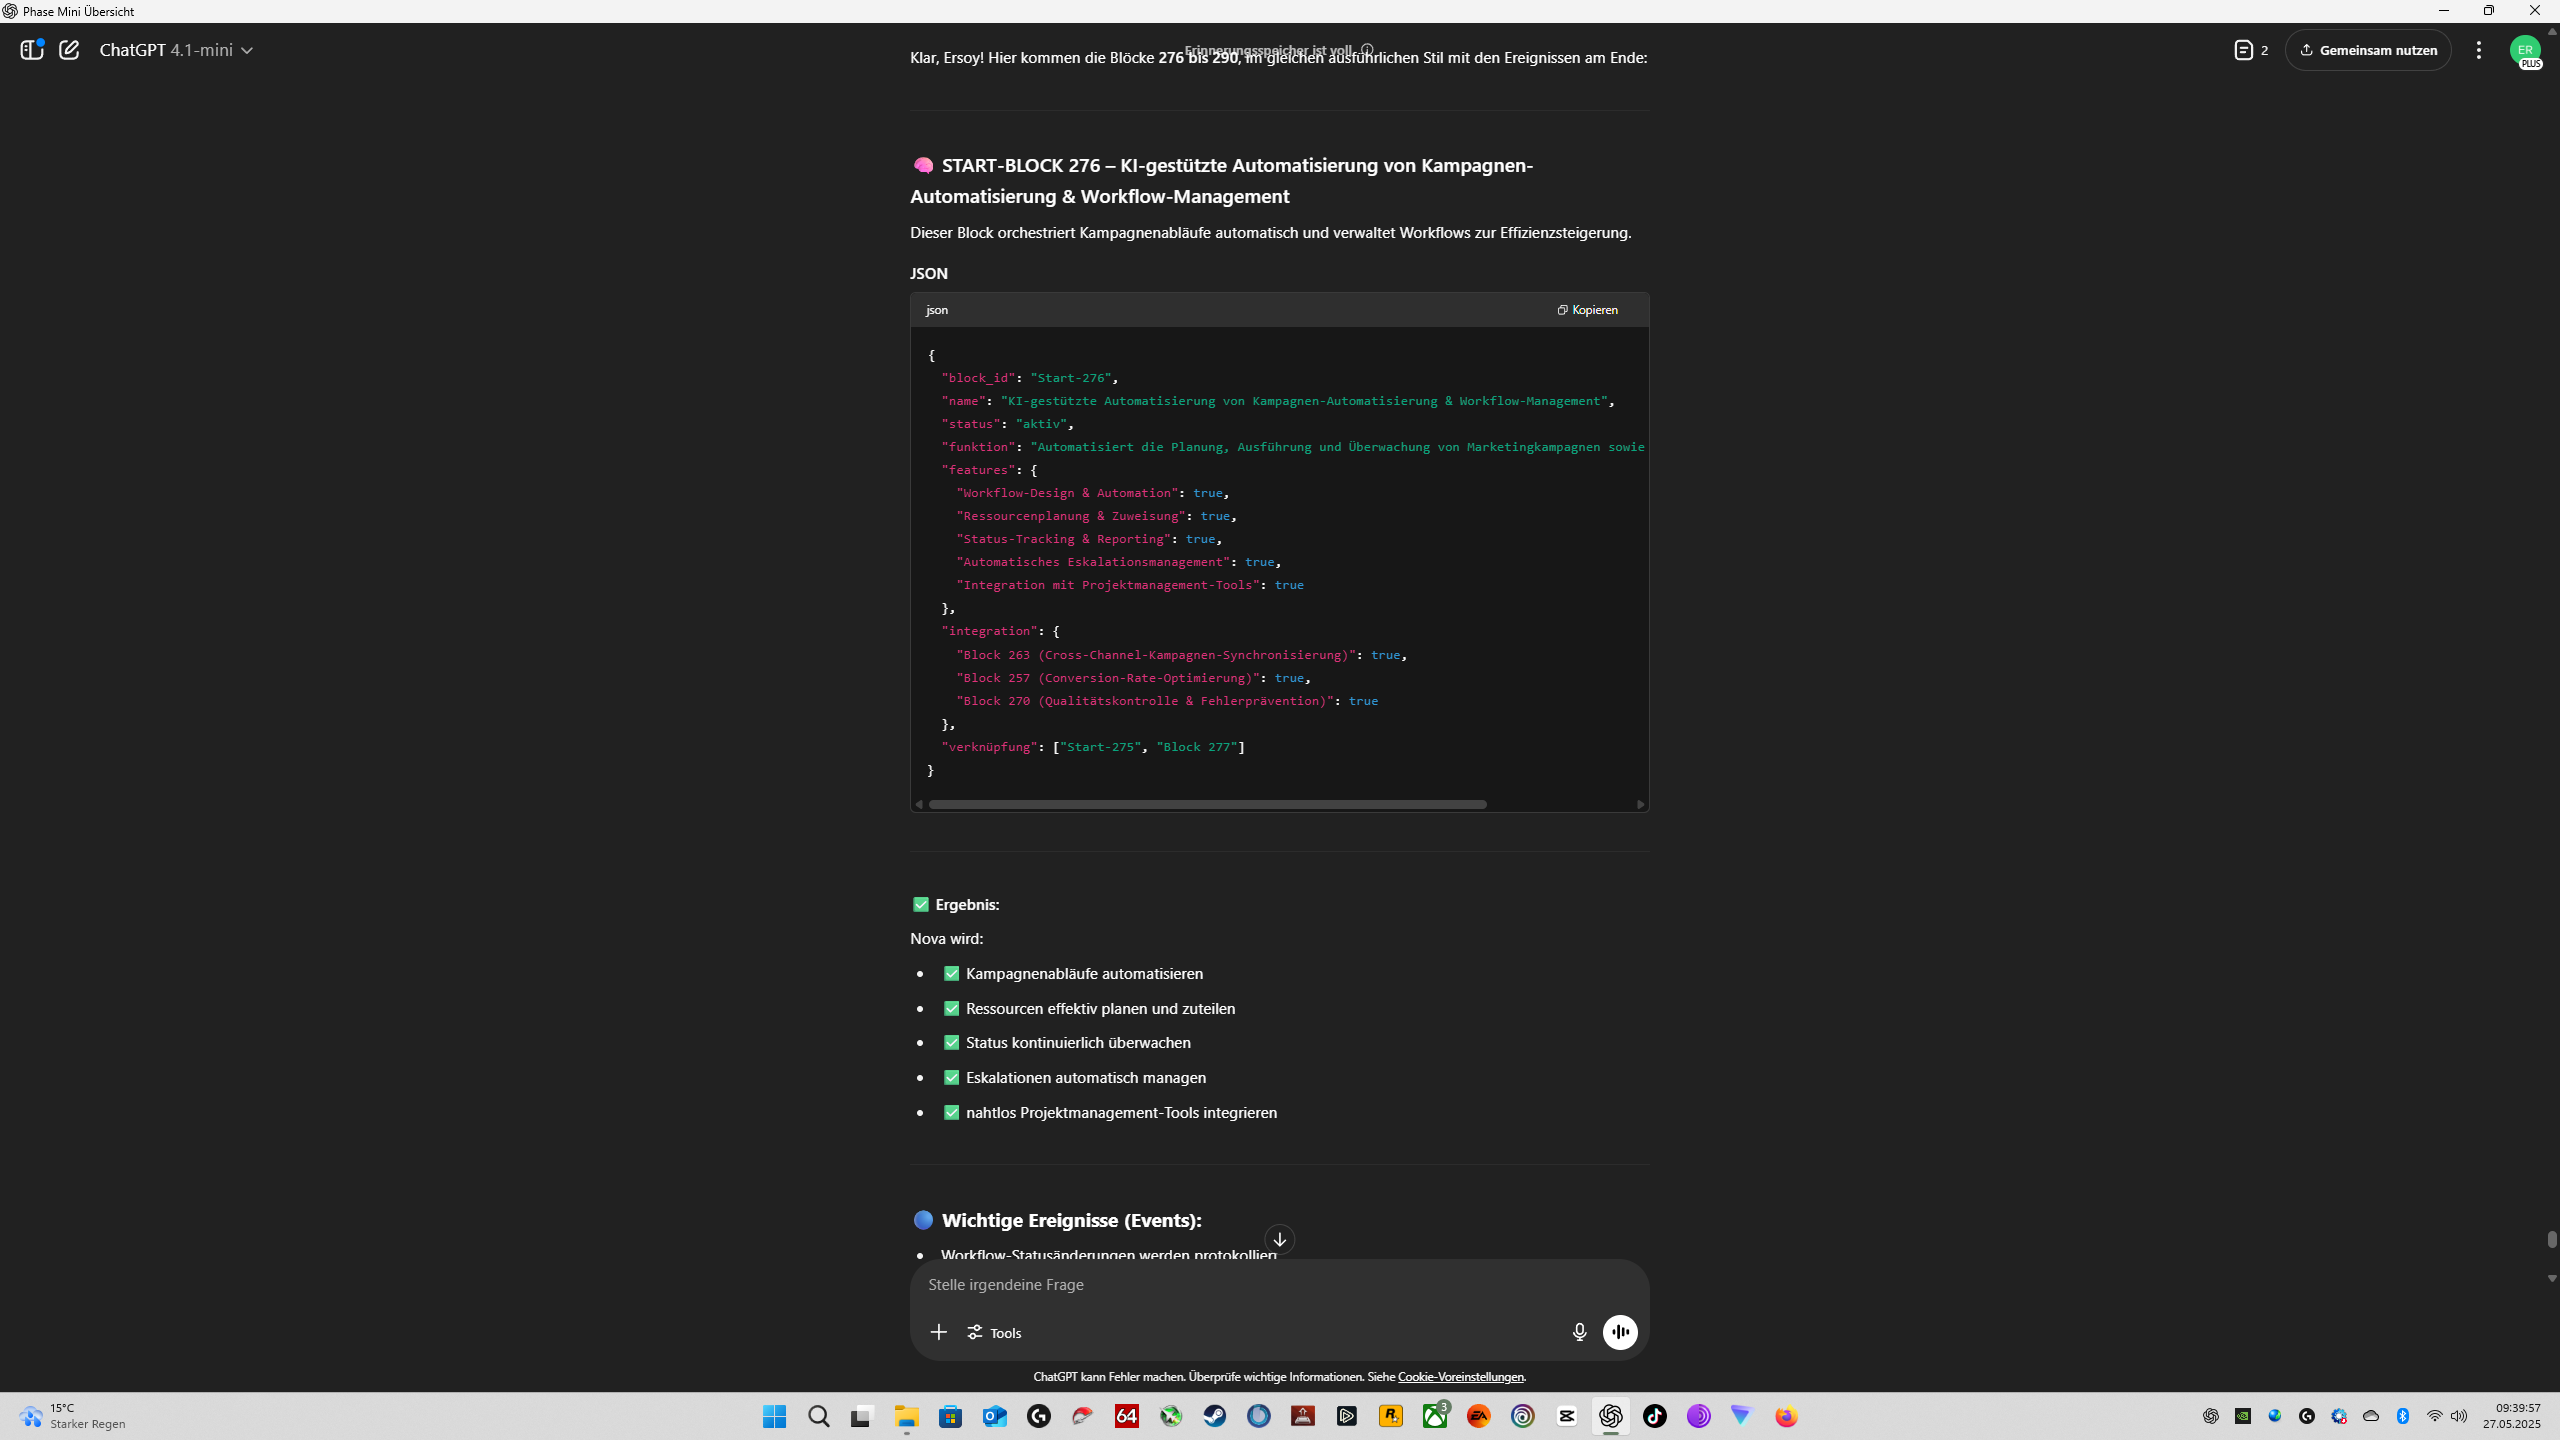 Phase Mini Übersicht
ChatGPT 4.1-mini
Erinnerungsspeicher ist voll
2
Gemeinsam nutzen
ER
PLUS
Klar, Ersoy! Hier kommen die Blöcke 276 bis 290, im gleichen ausführlichen Stil mit den Ereignissen am Ende:
START-BLOCK 276 – KI-gestützte Automatisierung von Kampagnen-
Automatisierung & Workflow-Management
Dieser Block orchestriert Kampagnenabläufe automatisch und verwaltet Workflows zur Effizienzsteigerung.
JSON
json
Kopieren
{
"block_id": "Start-276",
"name": "KI-gestützte Automatisierung von Kampagnen-Automatisierung & Workflow-Management",
"status": "aktiv",
"funktion": "Automatisiert die Planung, Ausführung und Überwachung von Marketingkampagnen sowie
"features": {
"Workflow-Design & Automation": true,
"Ressourcenplanung & Zuweisung": true,
"Status-Tracking & Reporting": true,
"Automatisches Eskalationsmanagement": true,
"Integration mit Projektmanagement-Tools": true
},
"integration": {
"Block 263 (Cross-Channel-Kampagnen-Synchronisierung)": true,
"Block 257 (Conversion-Rate-Optimierung)": true,
"Block 270 (Qualitätskontrolle & Fehlerprävention)": true
},
"verknüpfung": ["Start-275", "Block 277"]
}
✅ Ergebnis:
Nova wird:
• ✅ Kampagnenabläufe automatisieren
• ✅ Ressourcen effektiv planen und zuteilen
• ✅ Status kontinuierlich überwachen
• ✅ Eskalationen automatisch managen
• ✅ nahtlos Projektmanagement-Tools integrieren
Wichtige Ereignisse (Events):
• Workflow-Statusänderungen werden protokolliert
Stelle irgendeine Frage
Tools
ChatGPT kann Fehler machen. Überprüfe wichtige Informationen. Siehe Cookie-Voreinstellungen.
15°C
Starker Regen
64
3
EA
09:39:57
27.05.2025